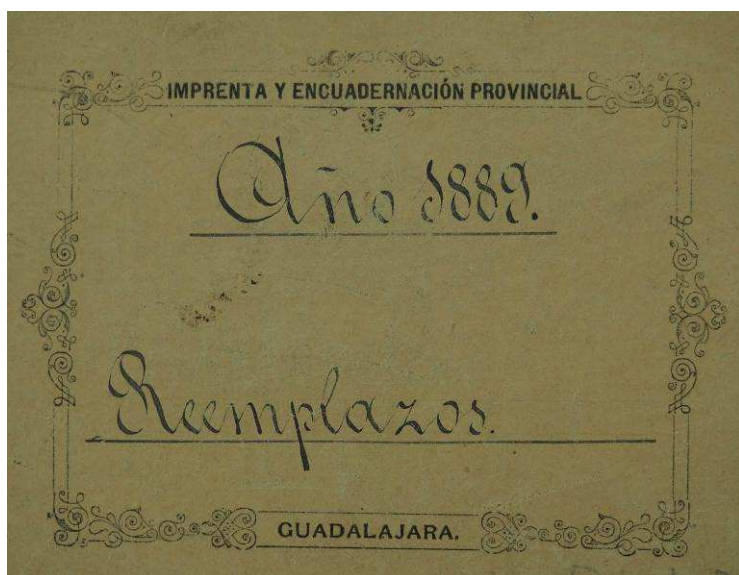 IMPRENTA Y ENCUADERNACIÓN PROVINCIAL
Año 1889.
Reemplazos.
GUADALAJARA.